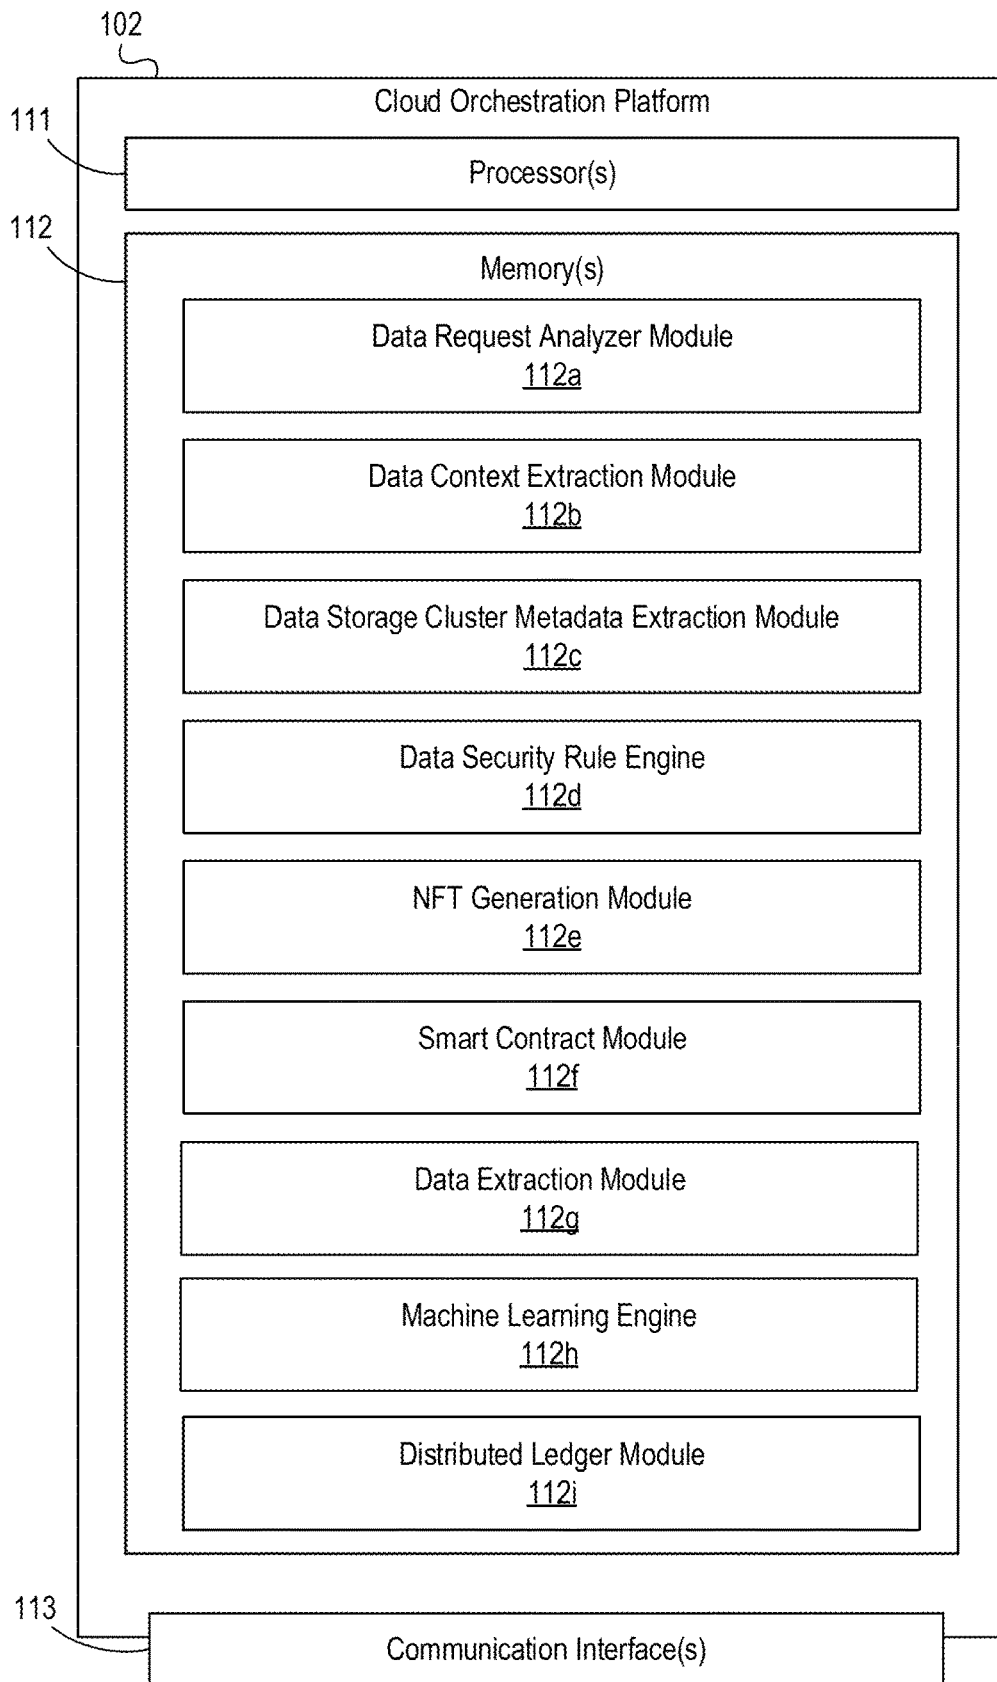 102
Cloud Orchestration Platform
111
Processor(s)
112
Memory(s)
Data Request Analyzer Module
112a
Data Context Extraction Module
112b
Data Storage Cluster Metadata Extraction Module
112c
Data Security Rule Engine
112d
NFT Generation Module
112e
Smart Contract Module
112f
Data Extraction Module
112g
Machine Learning Engine
112h
Distributed Ledger Module
112i
113
Communication Interface(s)